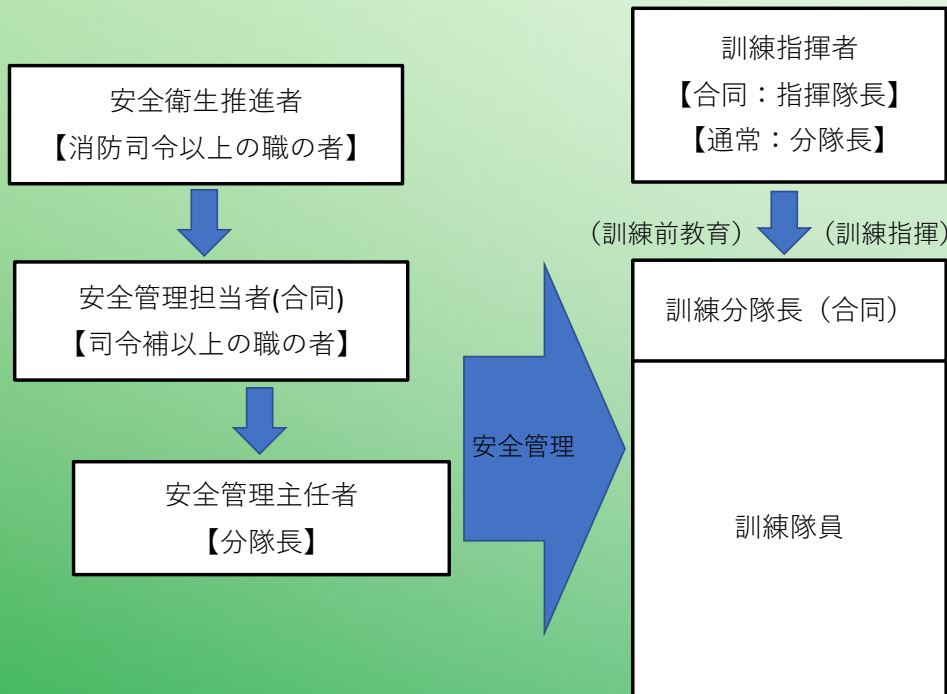 安全衛生推進者
【消防司令以上の職の者】
安全管理担当者(合同)
【司令補以上の職の者】
安全管理主任者
【分隊長】
安全管理
訓練指揮者
【合同：指揮隊長】
【通常：分隊長】
（訓練前教育）
（訓練指揮）
訓練分隊長（合同）
訓練隊員